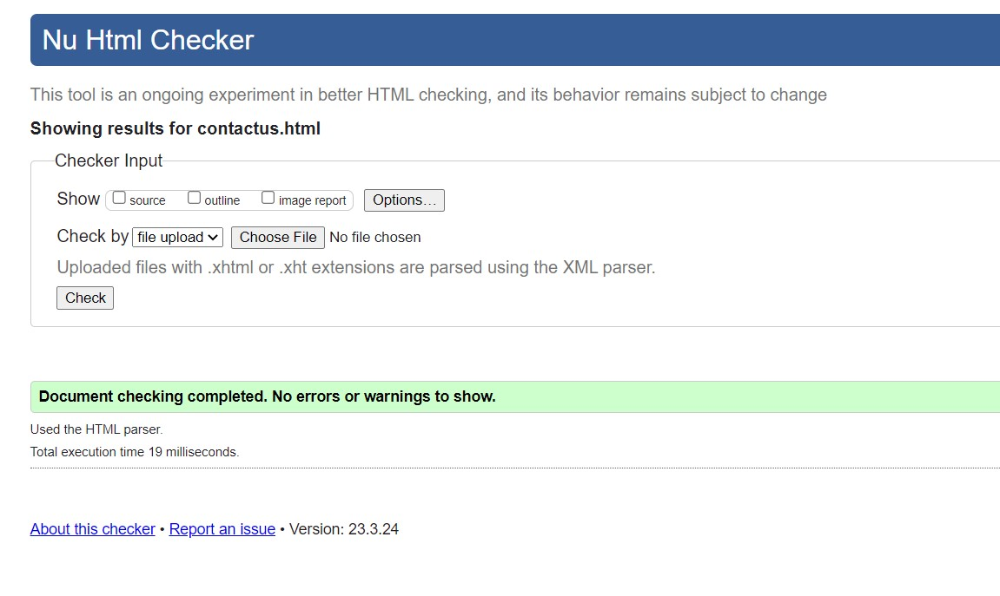 Nu Html Checker
This tool is an ongoing experiment in better HTML checking, and its behavior remains subject to change
Showing results for contactus.html
Checker Input
Show source outline image report Options…
Check by file upload Choose File No file chosen
Uploaded files with .xhtml or .xht extensions are parsed using the XML parser.
Check
Document checking completed. No errors or warnings to show.
Used the HTML parser.
Total execution time 19 milliseconds.
About this checker • Report an issue • Version: 23.3.24